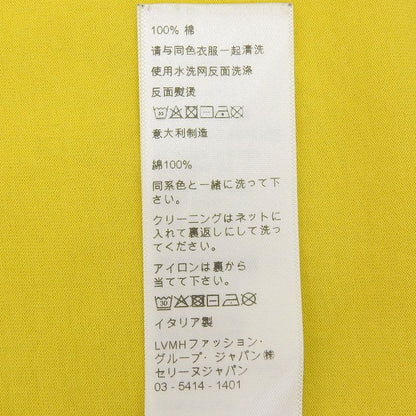 100% 棉
请与同色衣服一起清洗
使用水洗网反面洗涤
反面熨烫
30
意大利制造
綿100%
同系色と一緒に洗って下
さい。
クリーニングはネットに
入れて裏返しにして洗っ
てください。
アイロンは裏から
当てて下さい。
30
イタリア製
LVMHファッション・
グループ・ジャパン㈱
セリーヌジャパン
03 - 5414 - 1401